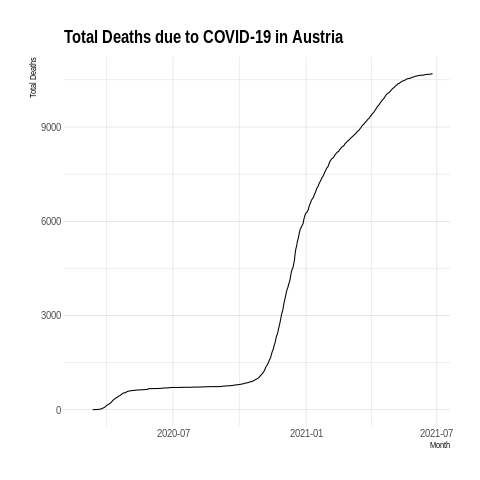 Total Deaths due to COVID-19 in Austria
Total Deaths
9000
6000
3000
0
2020-07
2021-01
2021-07
Month